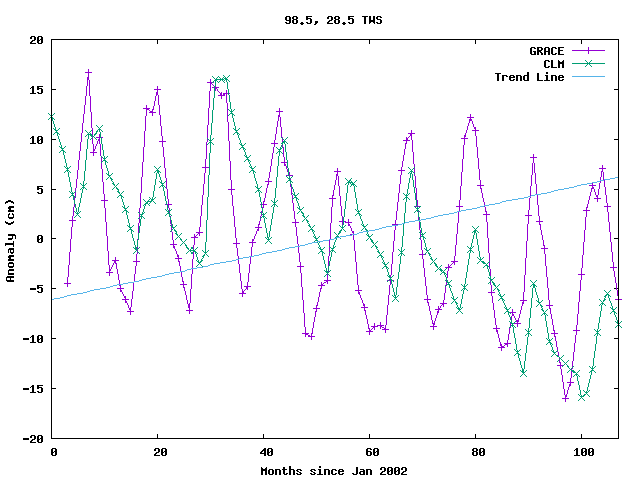 98.5, 28.5 TWS
GRACE
CLM
Trend Line
20
15
10
5
0
-5
-10
-15
-20
Anomaly (cm)
0 20 40 60 80 100
Months since Jan 2002